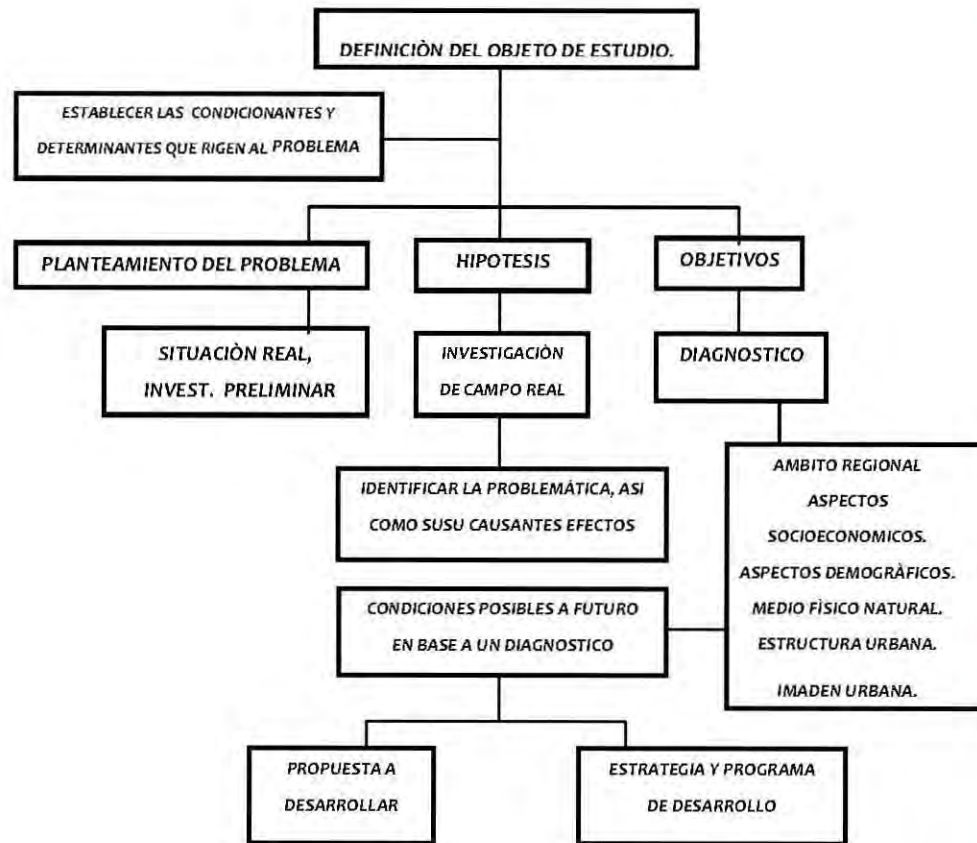 DEFINICIÒN DEL OBJETO DE ESTUDIO.
ESTABLECER LAS CONDICIONANTES Y
DETERMINANTES QUE RIGEN AL PROBLEMA
PLANTEAMIENTO DEL PROBLEMA
HIPOTESIS
OBJETIVOS
SITUACIÒN REAL,
INVEST. PRELIMINAR
INVESTIGACIÒN
DE CAMPO REAL
DIAGNOSTICO
IDENTIFICAR LA PROBLEMÀTICA, ASI
COMO SUSU CAUSANTES EFECTOS
AMBITO REGIONAL
ASPECTOS
SOCIOECONOMICOS.
ASPECTOS DEMOGRÀFICOS.
MEDIO FÌSICO NATURAL.
ESTRUCTURA URBANA.
IMADEN URBANA.
CONDICIONES POSIBLES A FUTURO
EN BASE A UN DIAGNOSTICO
PROPUESTA A
DESARROLLAR
ESTRATEGIA Y PROGRAMA
DE DESARROLLO